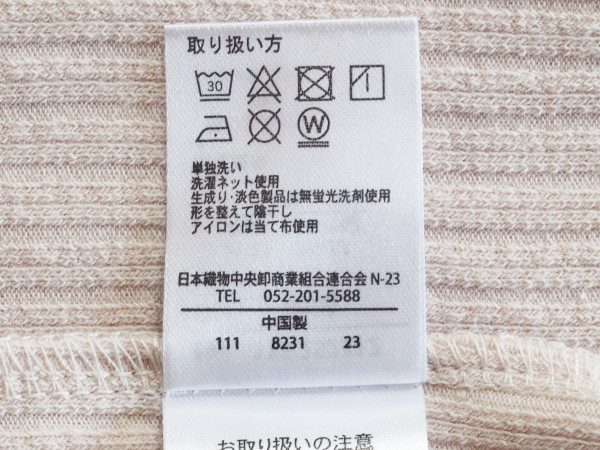 取り扱い方
30
W
単独洗い
洗濯ネット使用
生成り・淡色製品は無蛍光洗剤使用
形を整えて陰干し
アイロンは当て布使用
日本織物中央卸商業組合連合会 N-23
TEL 052-201-5588
中国製
111 8231 23
お取り扱いの注意